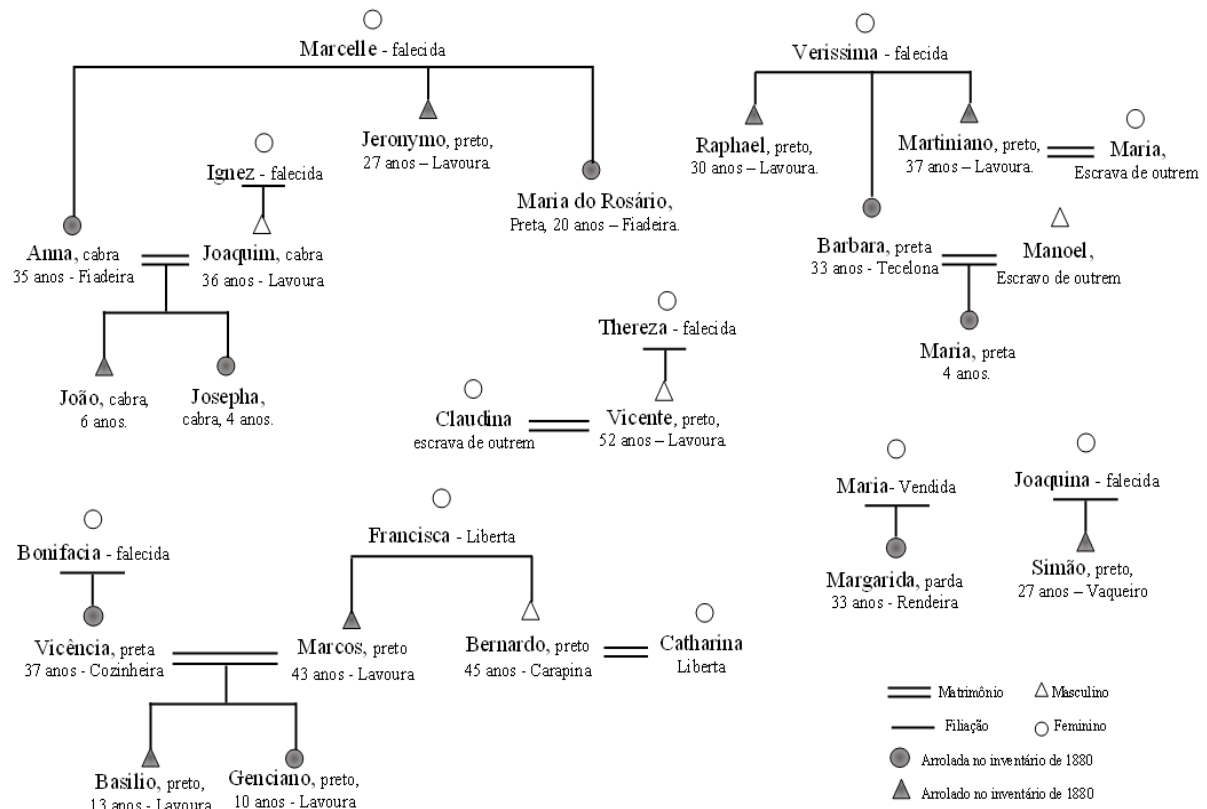 Marcelle - falecida
Verissima - falecida
Jeronymo, preto,
27 anos – Lavoura.
Raphael, preto,
30 anos – Lavoura.
Martiniano, preto,
37 anos – Lavoura.
Maria,
Escrava de outrem
Ignez - falecida
Maria do Rosário,
Preta, 20 anos – Fiadeira.
Anna, cabra
35 anos - Fiadeira
Joaquim, cabra
36 anos - Lavoura
Barbara, preta
33 anos - Tecelona
Manoel,
Escravo de outrem
João, cabra,
6 anos.
Josepha,
cabra, 4 anos.
Maria, preta
4 anos.
Thereza - falecida
Claudina
escrava de outrem
Vicente, preto,
52 anos – Lavoura.
Maria- Vendida
Joaquina - falecida
Margarida, parda
33 anos - Rendeira
Simão, preto,
27 anos – Vaqueiro
Bonifacia - falecida
Francisca - Liberta
Vicência, preta
37 anos - Cozinheira
Marcos, preto
43 anos - Lavoura
Bernardo, preto
45 anos - Carapina
Catharina
Liberta
Basilio, preto,
13 anos - Lavoura
Genciano, preto,
10 anos - Lavoura
Matrimônio
Masculino
Filiação
Feminino
Arrolada no inventário de 1880
Arrolado no inventário de 1880